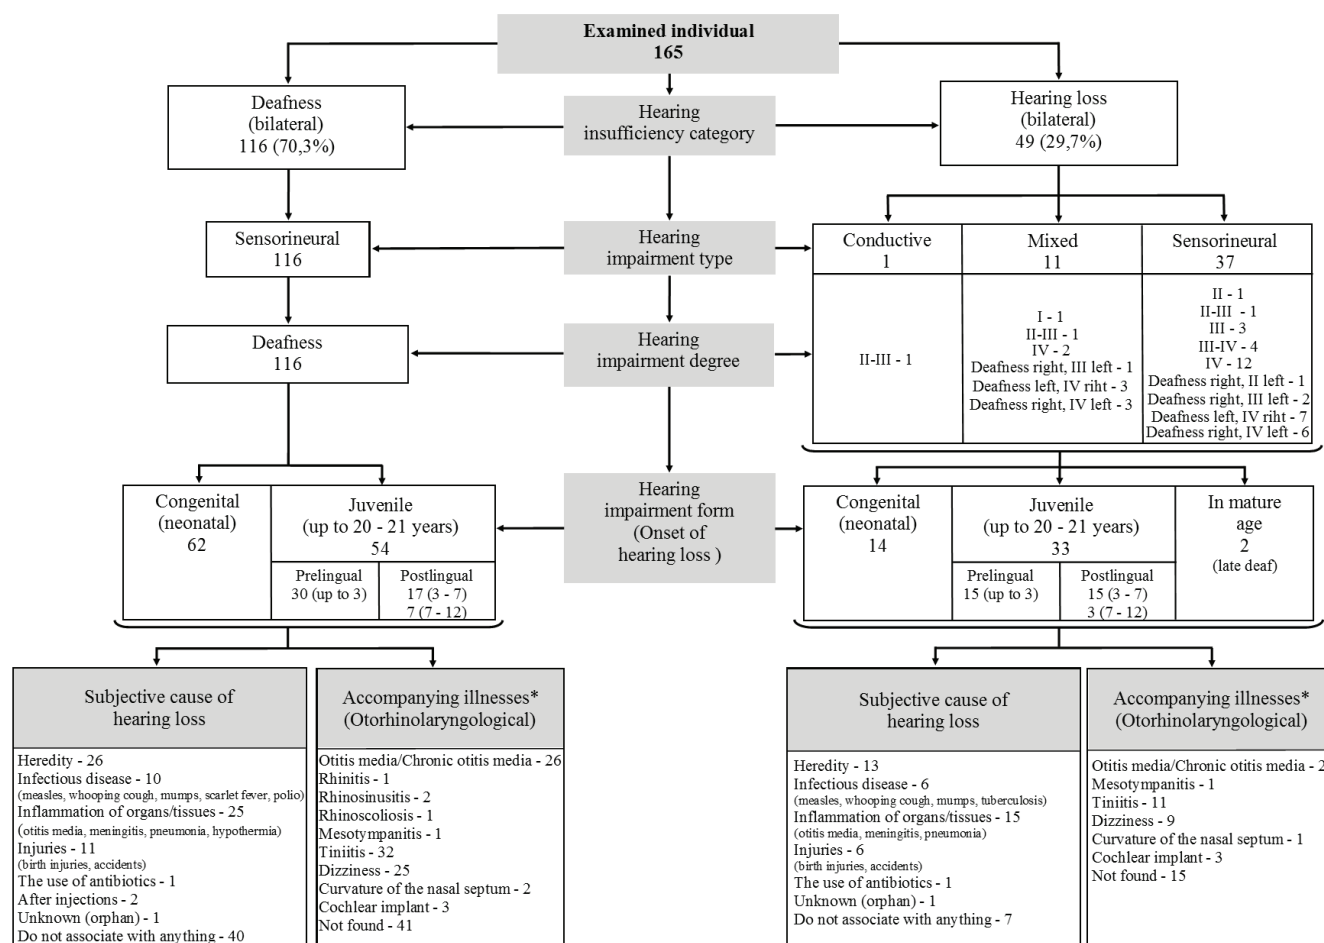 Examined individual
165
Deafness
(bilateral)
116 (70,3%)
Hearing
insufficiency category
Hearing loss
(bilateral)
49 (29,7%)
Sensorineural
116
Hearing
impairment type
Conductive
1
Mixed
11
Sensorineural
37
Deafness
116
Hearing
impairment degree
II-III - 1
I - 1
II-III - 1
IV - 2
Deafness right, III left - 1
Deafness left, IV riht - 3
Deafness right, IV left - 3
II - 1
II-III - 1
III - 3
III-IV - 4
IV - 12
Deafness right, II left - 1
Deafness right, III left - 2
Deafness left, IV riht - 7
Deafness right, IV left - 6
Congenital
(neonatal)
62
Juvenile
(up to 20 - 21 years)
54
Prelingual
30 (up to 3)
Postlingual
17 (3 - 7)
7 (7 - 12)
Hearing
impairment form
(Onset of
hearing loss )
Congenital
(neonatal)
14
Juvenile
(up to 20 - 21 years)
33
Prelingual
15 (up to 3)
Postlingual
15 (3 - 7)
3 (7 - 12)
In mature
age
2
(late deaf)
Subjective cause of
hearing loss
Heredity - 26
Infectious disease - 10
(measles, whooping cough, mumps, scarlet fever, polio)
Inflammation of organs/tissues - 25
(otitis media, meningitis, pneumonia, hypothermia)
Injuries - 11
(birth injuries, accidents)
The use of antibiotics - 1
After injections - 2
Unknown (orphan) - 1
Do not associate with anything - 40
Accompanying illnesses*
(Otorhinolaryngological)
Otitis media/Chronic otitis media - 26
Rhinitis - 1
Rhinosinusitis - 2
Rhinoscoliosis - 1
Mesotympanitis - 1
Tiniitis - 32
Dizziness - 25
Curvature of the nasal septum - 2
Cochlear implant - 3
Not found - 41
Subjective cause of
hearing loss
Heredity - 13
Infectious disease - 6
(measles, whooping cough, mumps, tuberculosis)
Inflammation of organs/tissues - 15
(otitis media, meningitis, pneumonia)
Injuries - 6
(birth injuries, accidents)
The use of antibiotics - 1
Unknown (orphan) - 1
Do not associate with anything - 7
Accompanying illnesses*
(Otorhinolaryngological)
Otitis media/Chronic otitis media - 2
Mesotympanitis - 1
Tiniitis - 11
Dizziness - 9
Curvature of the nasal septum - 1
Cochlear implant - 3
Not found - 15